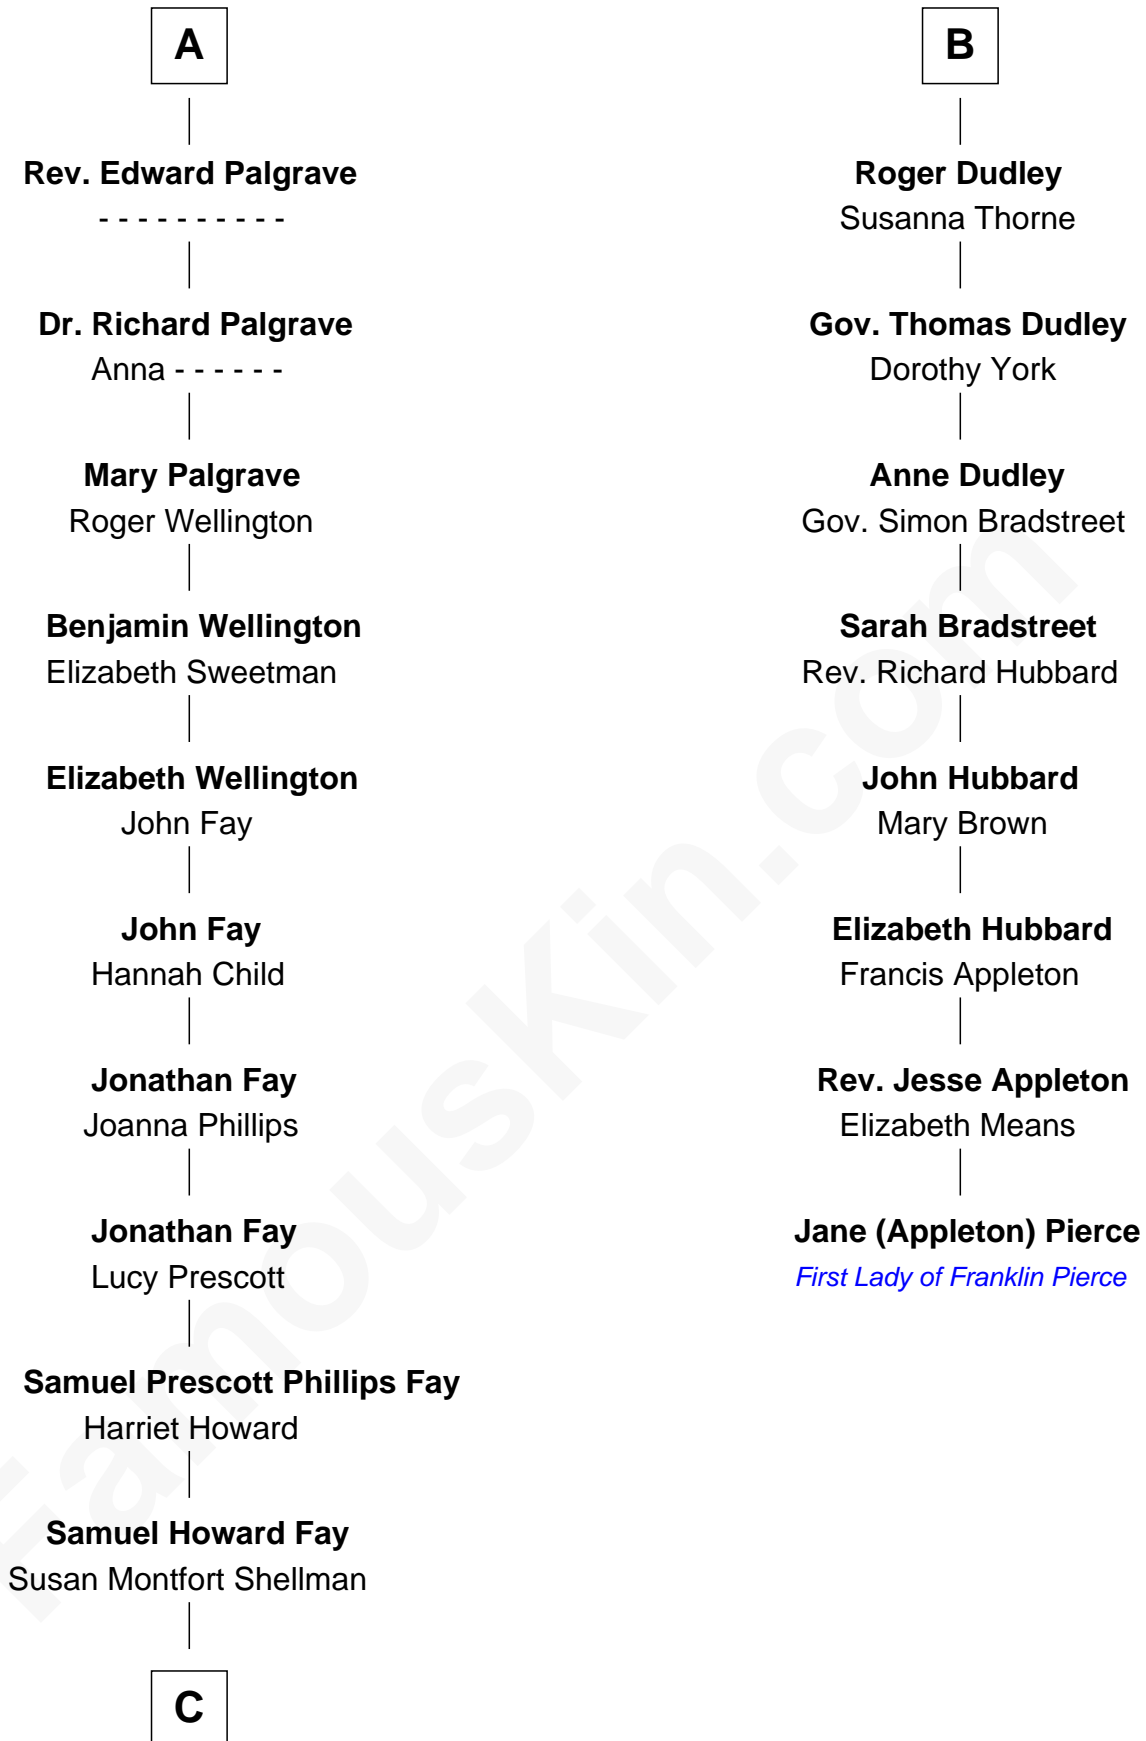 A
Rev. Edward Palgrave
- - - - - - - - - -
Dr. Richard Palgrave
Anna - - - - - -
Mary Palgrave
Roger Wellington
Benjamin Wellington
Elizabeth Sweetman
Elizabeth Wellington
John Fay
John Fay
Hannah Child
Jonathan Fay
Joanna Phillips
Jonathan Fay
Lucy Prescott
Samuel Prescott Phillips Fay
Harriet Howard
Samuel Howard Fay
Susan Montfort Shellman
C
B
Roger Dudley
Susanna Thorne
Gov. Thomas Dudley
Dorothy York
Anne Dudley
Gov. Simon Bradstreet
Sarah Bradstreet
Rev. Richard Hubbard
John Hubbard
Mary Brown
Elizabeth Hubbard
Francis Appleton
Rev. Jesse Appleton
Elizabeth Means
Jane (Appleton) Pierce
First Lady of Franklin Pierce
FamousKin.com